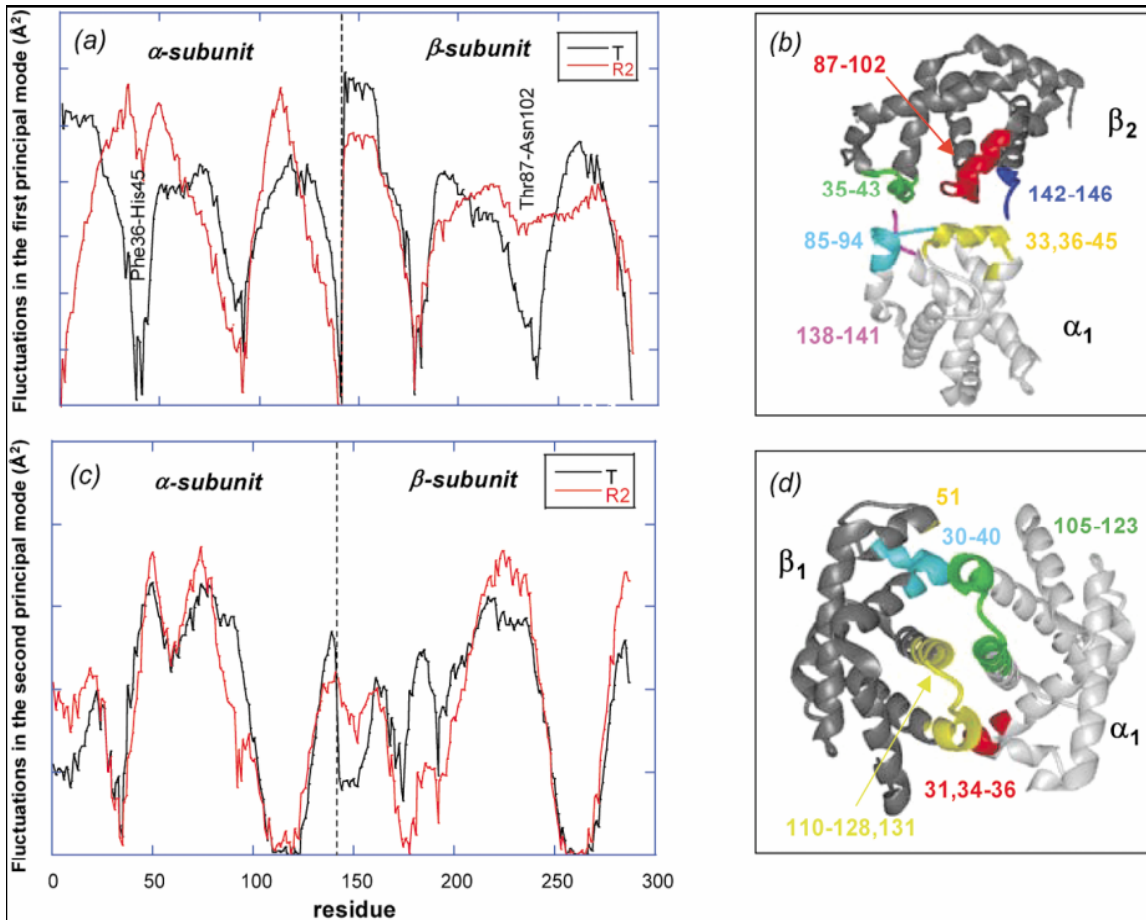 Fluctuations in the first principal mode (Å²)
(a)
α-subunit
β-subunit
T
R2
Phe36-His45
Thr87-Asn102
(b)
87-102
β2
35-43
142-146
85-94
33,36-45
138-141
α1
Fluctuations in the second principal mode (Å²)
(c)
α-subunit
β-subunit
T
R2
0 50 100 150 200 250 300
residue
(d)
51
30-40
105-123
β1
α1
31,34-36
110-128,131